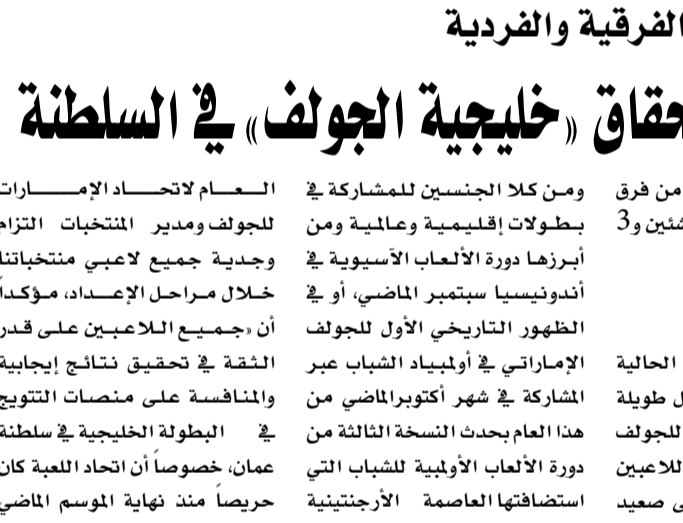 الفرقية والفردية
حقاق «خليجية الجولف» في السلطنة
من فرق
شئين و3
الحالية
ل طويلة
للجولف
للاعبين
ى صعيد
ومن كلا الجنسين للمشاركة في
بطولات إقليمية وعالمية ومن
أبرزها دورة الألعاب الآسيوية في
أندونيسيا سبتمبر الماضي، أو في
الظهور التاريخي الأول للجولف
الإماراتي في أولمبياد الشباب عبر
المشاركة في شهر أكتوبرالماضي من
هذا العام بحدث النسخة الثالثة من
دورة الألعاب الأولمبية للشباب التي
استضافتها العاصمة الأرجنتينية
العام لاتحاد الإمارات
للجولف ومدير المنتخبات التزام
وجدية جميع لاعبي منتخباتنا
خلال مراحل الإعداد، مؤكداً
أن «جميع اللاعبين على قدر
الثقة في تحقيق نتائج إيجابية
والمنافسة على منصات التتويج
في البطولة الخليجية في سلطنة
عمان، خصوصاً أن اتحاد اللعبة كان
حريصاً منذ نهاية الموسم الماضي